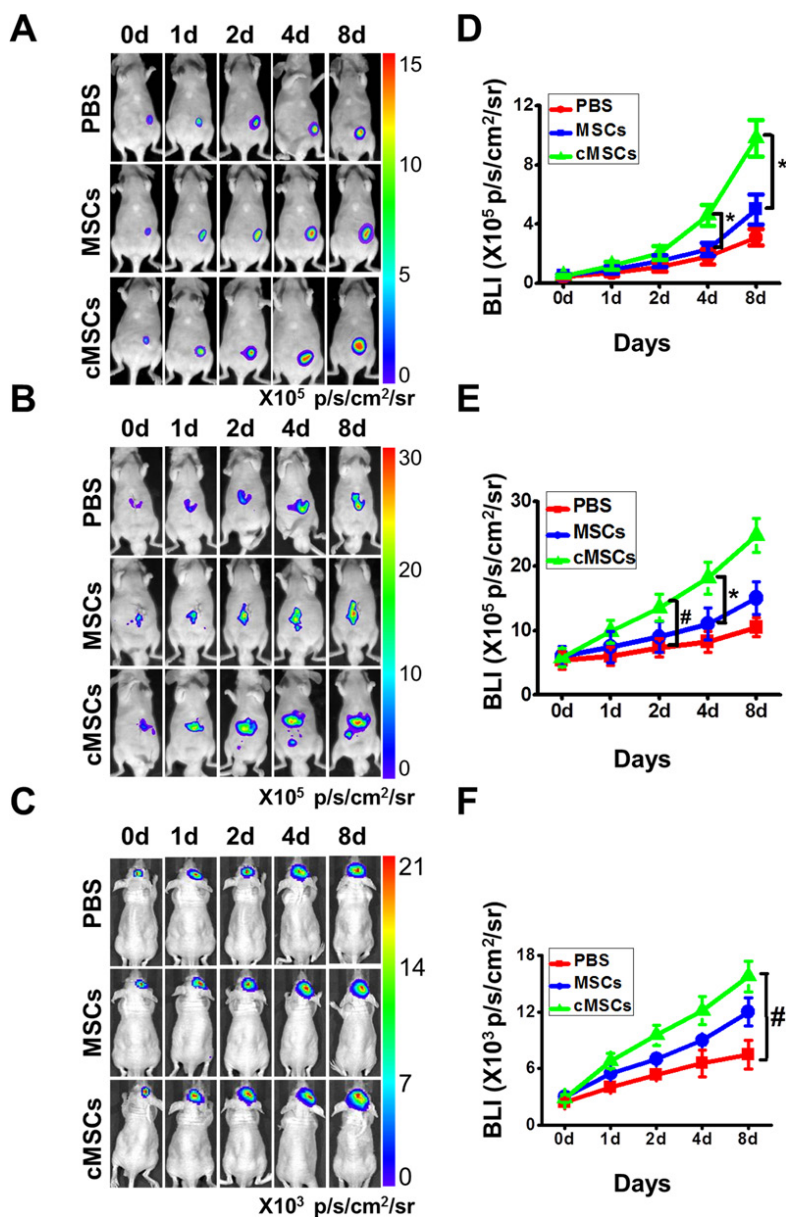 A
0d 1d 2d 4d 8d
PBS
MSCs
cMSCs
15
10
5
0
X10⁵ p/s/cm²/sr
B
0d 1d 2d 4d 8d
PBS
MSCs
cMSCs
30
20
10
0
X10⁵ p/s/cm²/sr
C
0d 1d 2d 4d 8d
PBS
MSCs
cMSCs
21
14
7
0
X10³ p/s/cm²/sr
D
BLI (X10⁵ p/s/cm²/sr)
12
8
4
0
PBS
MSCs
cMSCs
*
*
0d 1d 2d 4d 8d
Days
E
BLI (X10⁵ p/s/cm²/sr)
30
20
10
0
PBS
MSCs
cMSCs
#
*
0d 1d 2d 4d 8d
Days
F
BLI (X10³ p/s/cm²/sr)
18
12
6
0
PBS
MSCs
cMSCs
#
0d 1d 2d 4d 8d
Days